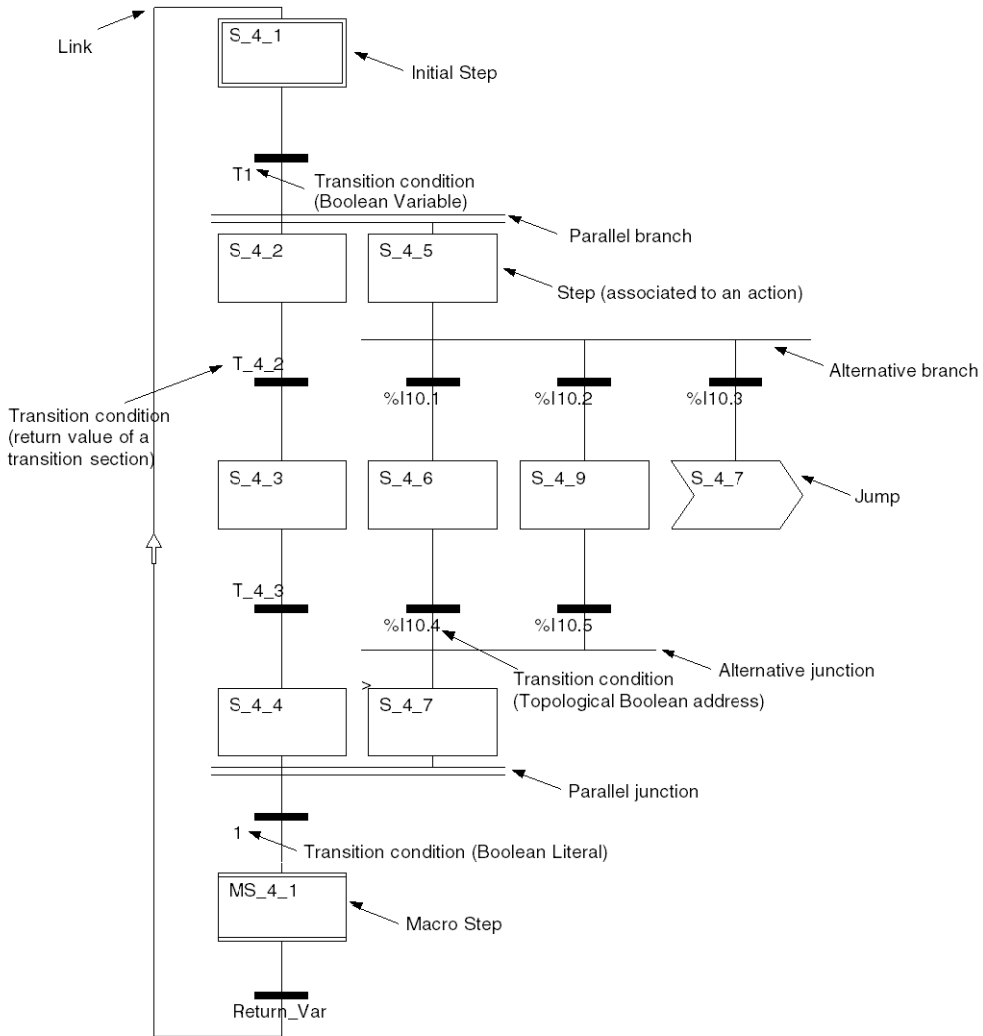 S_4_1
Link
Initial Step
T1
Transition condition
(Boolean Variable)
Parallel branch
S_4_2
S_4_5
Step (associated to an action)
T_4_2
Alternative branch
%I10.1
%I10.2
%I10.3
Transition condition
(return value of a
transition section)
S_4_3
S_4_6
S_4_9
S_4_7
Jump
T_4_3
%I10.4
%I10.5
Alternative junction
Transition condition
(Topological Boolean address)
>
S_4_4
S_4_7
Parallel junction
1
Transition condition (Boolean Literal)
MS_4_1
Macro Step
Return_Var